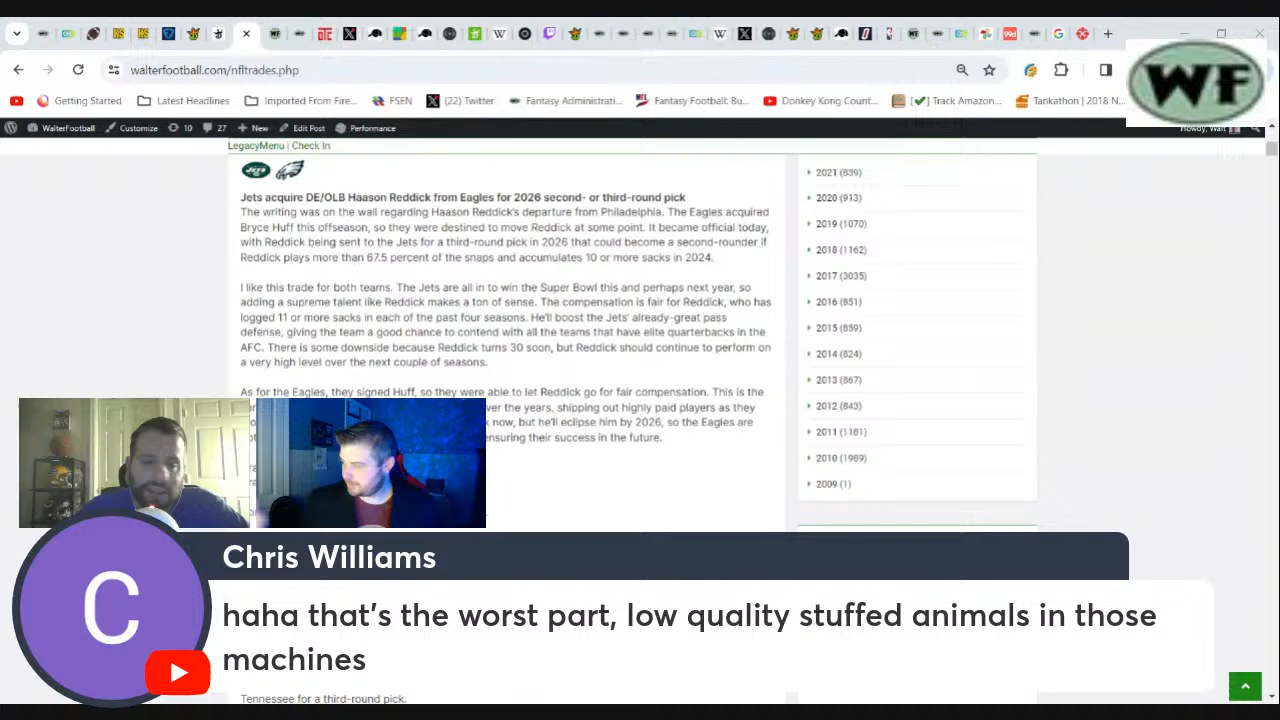 walterfootball.com/nfltrades.php
WF
Getting Started
Latest Headlines
Imported From Fire...
FSEN
(22) Twitter
Fantasy Administrati...
Fantasy Football: Bu...
Donkey Kong Count...
Track Amazon...
Tankathon | 2018 N...
WalterFootball
Customize
10
27
New
Edit Post
Performance
Howdy, Walt
LegacyMenu | Check In
JETS
Jets acquire DE/OLB Haason Reddick from Eagles for 2026 second- or third-round pick
The writing was on the wall regarding Haason Reddick's departure from Philadelphia. The Eagles acquired
Bryce Huff this offseason, so they were destined to move Reddick at some point. It became official today,
with Reddick being sent to the Jets for a third-round pick in 2026 that could become a second-rounder if
Reddick plays more than 67.5 percent of the snaps and accumulates 10 or more sacks in 2024.
I like this trade for both teams. The Jets are all in to win the Super Bowl this and perhaps next year, so
adding a supreme talent like Reddick makes a ton of sense. The compensation is fair for Reddick, who has
logged 11 or more sacks in each of the past four seasons. He'll boost the Jets' already-great pass
defense, giving the team a good chance to contend with all the teams that have elite quarterbacks in the
AFC. There is some downside because Reddick turns 30 soon, but Reddick should continue to perform on
a very high level over the next couple of seasons.
As for the Eagles, they signed Huff, so they were able to let Reddick go for fair compensation. This is the
ver the years, shipping out highly paid players as they
now, but he'll eclipse him by 2026, so the Eagles are
ensuring their success in the future.
2021 (839)
2020 (913)
2019 (1070)
2018 (1162)
2017 (3035)
2016 (851)
2015 (859)
2014 (824)
2013 (867)
2012 (843)
2011 (1181)
2010 (1989)
2009 (1)
C
Chris Williams
haha that's the worst part, low quality stuffed animals in those
machines
Tennessee for a third-round pick.